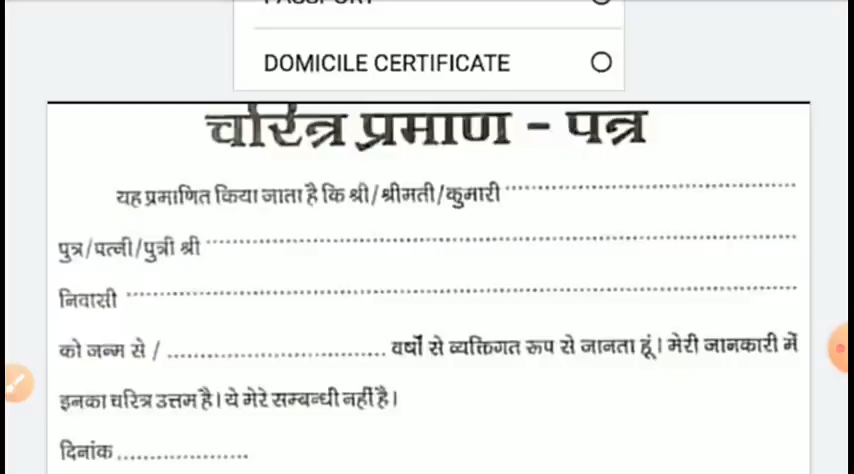 PASSPORT
DOMICILE CERTIFICATE
चरित्र प्रमाण - पत्र
यह प्रमाणित किया जाता है कि श्री/श्रीमती/कुमारी ........................................
पुत्र/पत्नी/पुत्री श्री ........................................
निवासी ........................................
को जन्म से / ................................ वर्षों से व्यक्तिगत रूप से जानता हूं। मेरी जानकारी में
इनका चरित्र उत्तम है। ये मेरे सम्बन्धी नहीं है।
दिनांक ....................